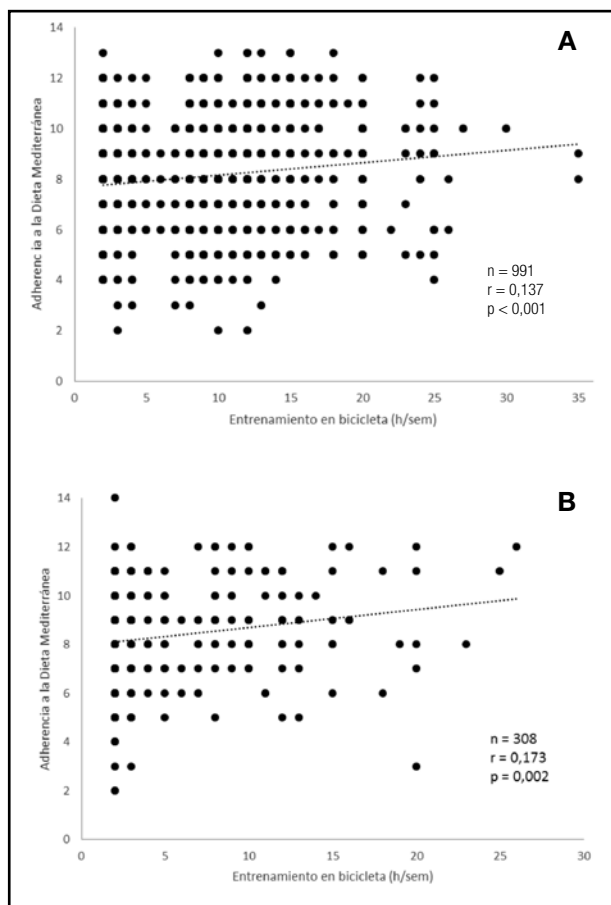 A
Adherencia a la Dieta Mediterránea
14
12
10
8
6
4
2
0
n = 991
r = 0,137
p < 0,001
0 5 10 15 20 25 30 35
Entrenamiento en bicicleta (h/sem)
B
Adherencia a la Dieta Mediterránea
14
12
10
8
6
4
2
0
n = 308
r = 0,173
p = 0,002
0 5 10 15 20 25 30
Entrenamiento en bicicleta (h/sem)